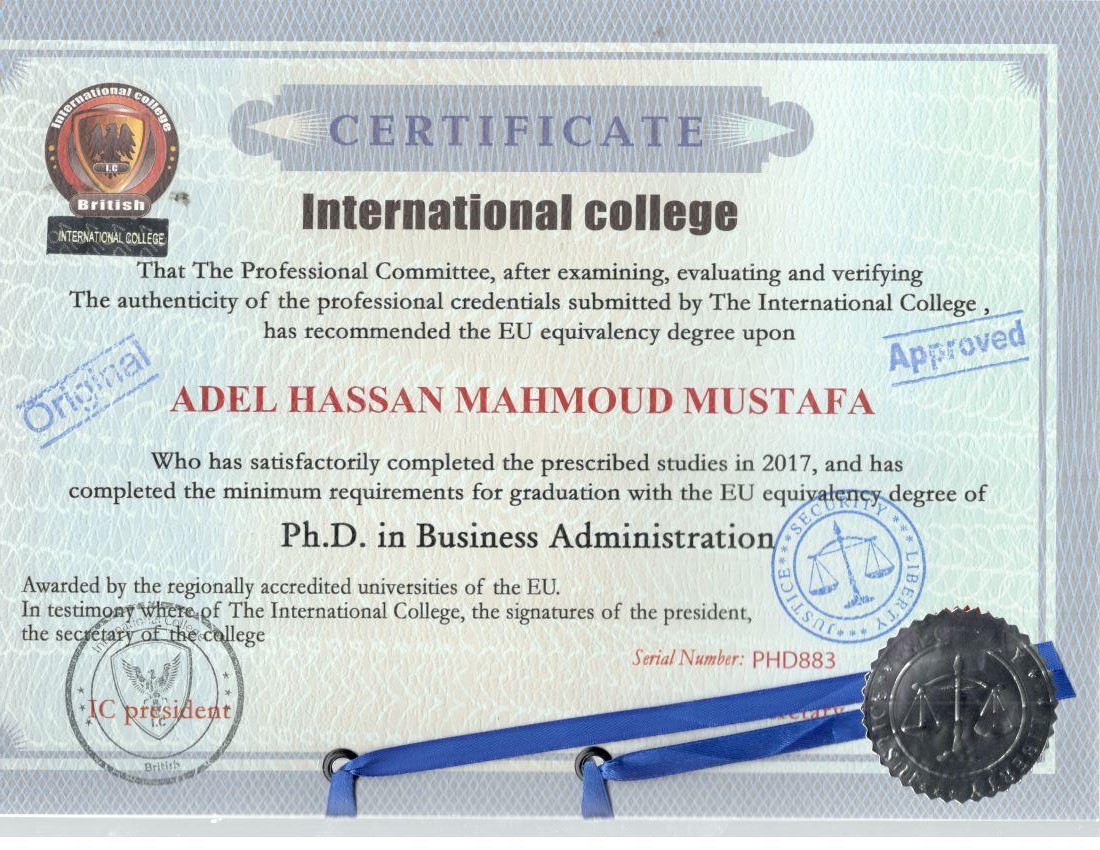 International college
I.C
British
INTERNATIONAL COLLEGE
CERTIFICATE
International college
That The Professional Committee, after examining, evaluating and verifying
The authenticity of the professional credentials submitted by The International College ,
has recommended the EU equivalency degree upon
Original
Approved
ADEL HASSAN MAHMOUD MUSTAFA
Who has satisfactorily completed the prescribed studies in 2017, and has
completed the minimum requirements for graduation with the EU equivalency degree of
Ph.D. in Business Administration
SECURITY *** LIBERTY *** JUSTICE ***
Awarded by the regionally accredited universities of the EU.
In testimony where of The International College, the signatures of the president,
the secretary of the college
Serial Number: PHD883
International College
IC president
I.C
British